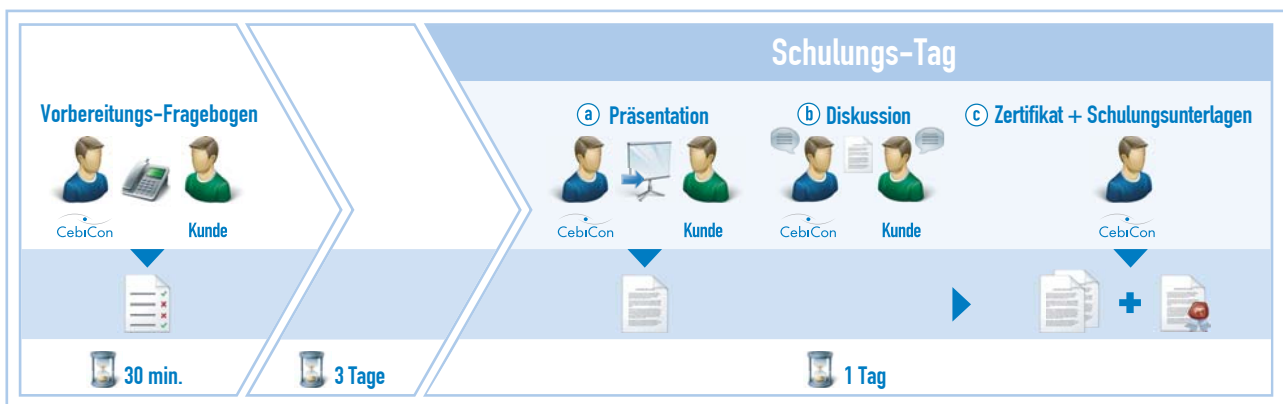 Schulungs-Tag
Vorbereitungs-Fragebogen
CebiCon
Kunde
ⓐ Präsentation
CebiCon
Kunde
ⓑ Diskussion
CebiCon
Kunde
ⓒ Zertifikat + Schulungsunterlagen
CebiCon
30 min.
3 Tage
1 Tag